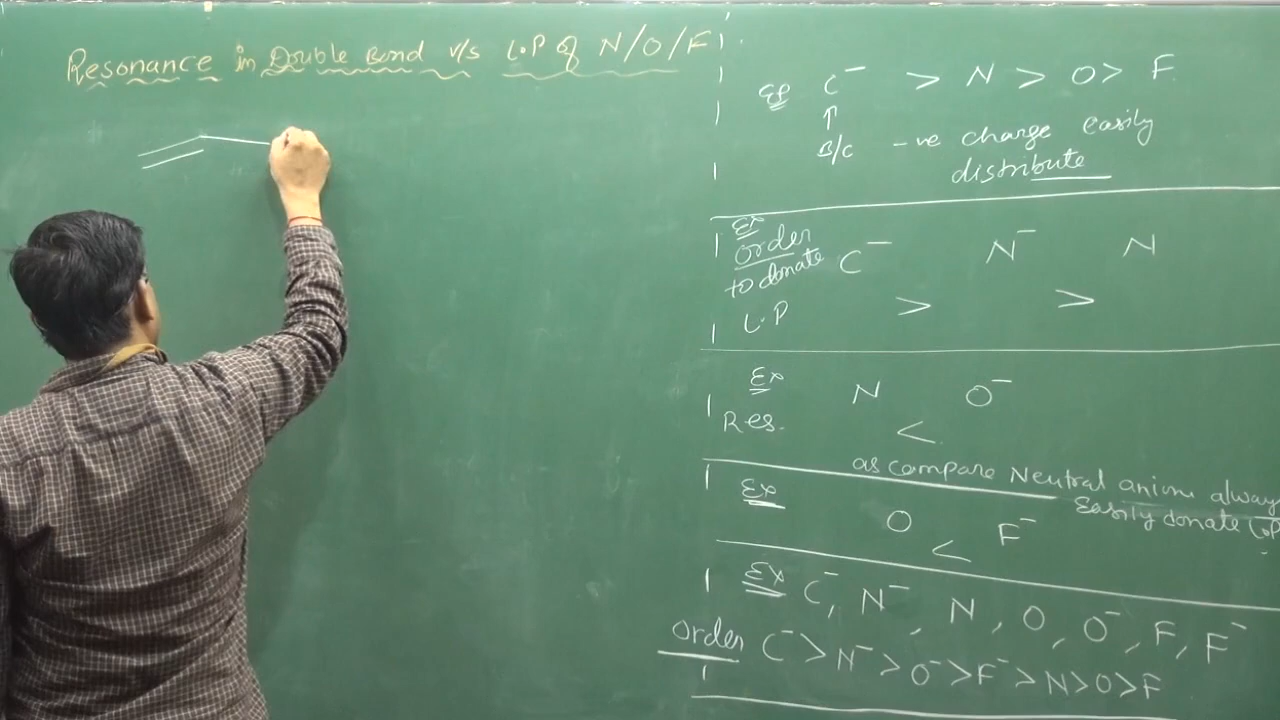 Resonance in Double Bond v/s L.P of N/O/F
Ex C⁻ > N > O > F
↑
B/C -ve charge easily
distribute
Ex
order
to donate
L.P
C⁻ > N⁻ > N
Ex
Res. N < O⁻
as compare Neutral anion always
Easily donate L.P
Ex O < F⁻
Ex C⁻, N⁻, N, O, O⁻, F, F⁻
order C⁻ > N⁻ > O⁻ > F⁻ > N > O > F